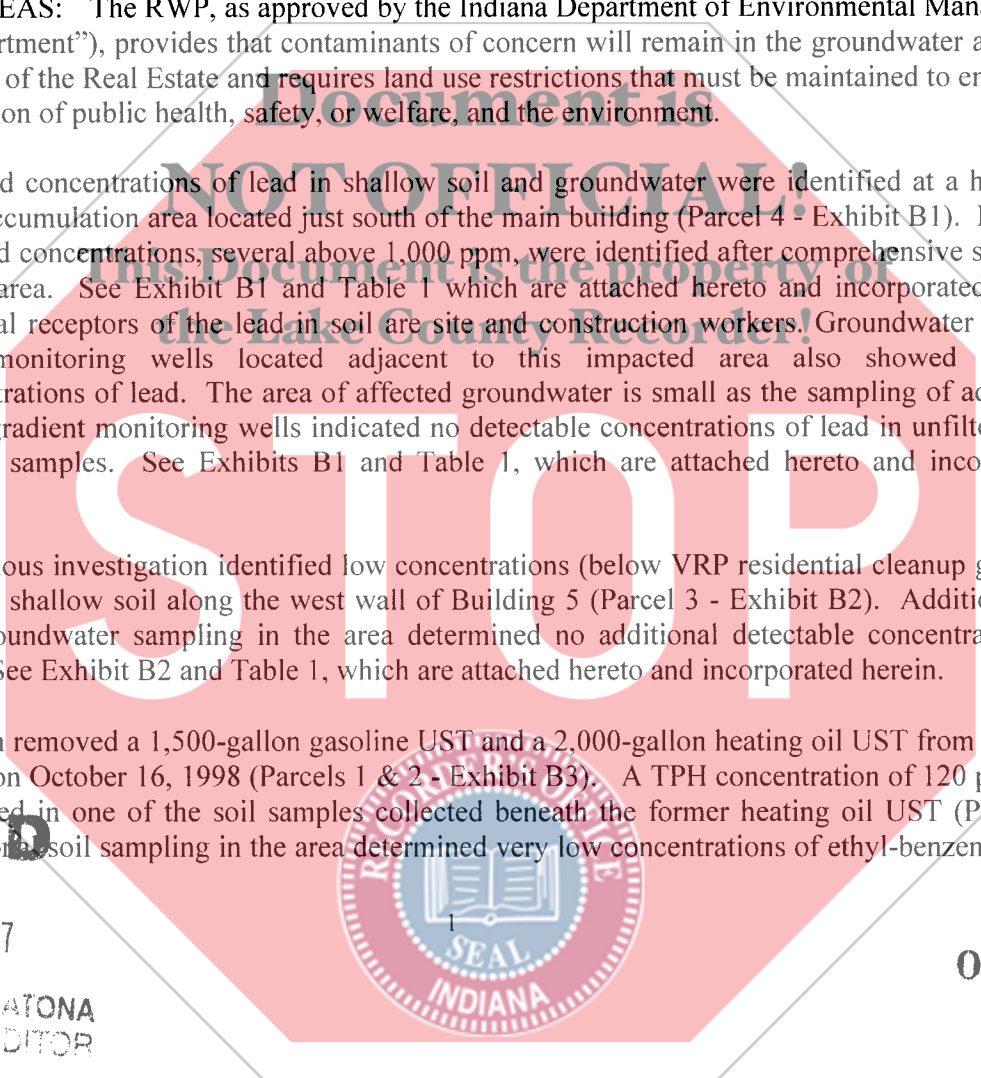 EAS: The RWP, as approved by the Indiana Department of Environmental Mana
rtment”), provides that contaminants of concern will remain in the groundwater a
of the Real Estate and requires land use restrictions that must be maintained to en
on of public health, safety, or welfare, and the environment.
Document is
NOT OFFICIAL!
This Document is the property of
the Lake County Recorder!
d concentrations of lead in shallow soil and groundwater were identified at a h
ccumulation area located just south of the main building (Parcel 4 - Exhibit B1).
d concentrations, several above 1,000 ppm, were identified after comprehensive s
area. See Exhibit B1 and Table 1 which are attached hereto and incorporated
al receptors of the lead in soil are site and construction workers. Groundwater
monitoring wells located adjacent to this impacted area also showed
trations of lead. The area of affected groundwater is small as the sampling of ad
gradient monitoring wells indicated no detectable concentrations of lead in unfilte
samples. See Exhibits B1 and Table 1, which are attached hereto and inco
STOP
ious investigation identified low concentrations (below VRP residential cleanup g
shallow soil along the west wall of Building 5 (Parcel 3 - Exhibit B2). Additio
oundwater sampling in the area determined no additional detectable concentra
See Exhibit B2 and Table 1, which are attached hereto and incorporated herein.
n removed a 1,500-gallon gasoline UST and a 2,000-gallon heating oil UST from
on October 16, 1998 (Parcels 1 & 2 - Exhibit B3). A TPH concentration of 120 p
ed in one of the soil samples collected beneath the former heating oil UST (P
D
onal soil sampling in the area determined very low concentrations of ethyl-benzen
RECORDER
SEAL
INDIANA
1
7
0
ATONA
DITOR